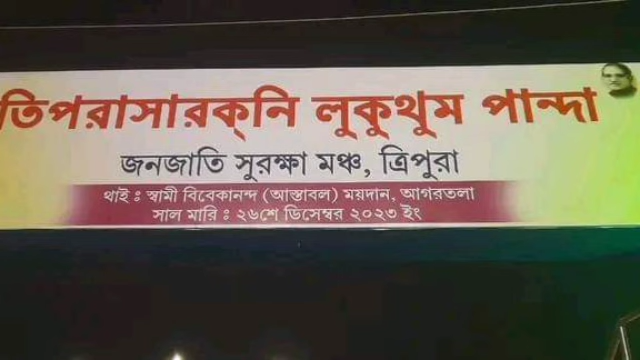 তিপরাসারক্‌নি লুকুথুম পান্দা
জনজাতি সুরক্ষা মঞ্চ, ত্রিপুরা
থাই ঃ স্বামী বিবেকানন্দ (আস্তাবল) ময়দান, আগরতলা
সাল মারি ঃ ২৬শে ডিসেম্বর ২০২৩ ইং